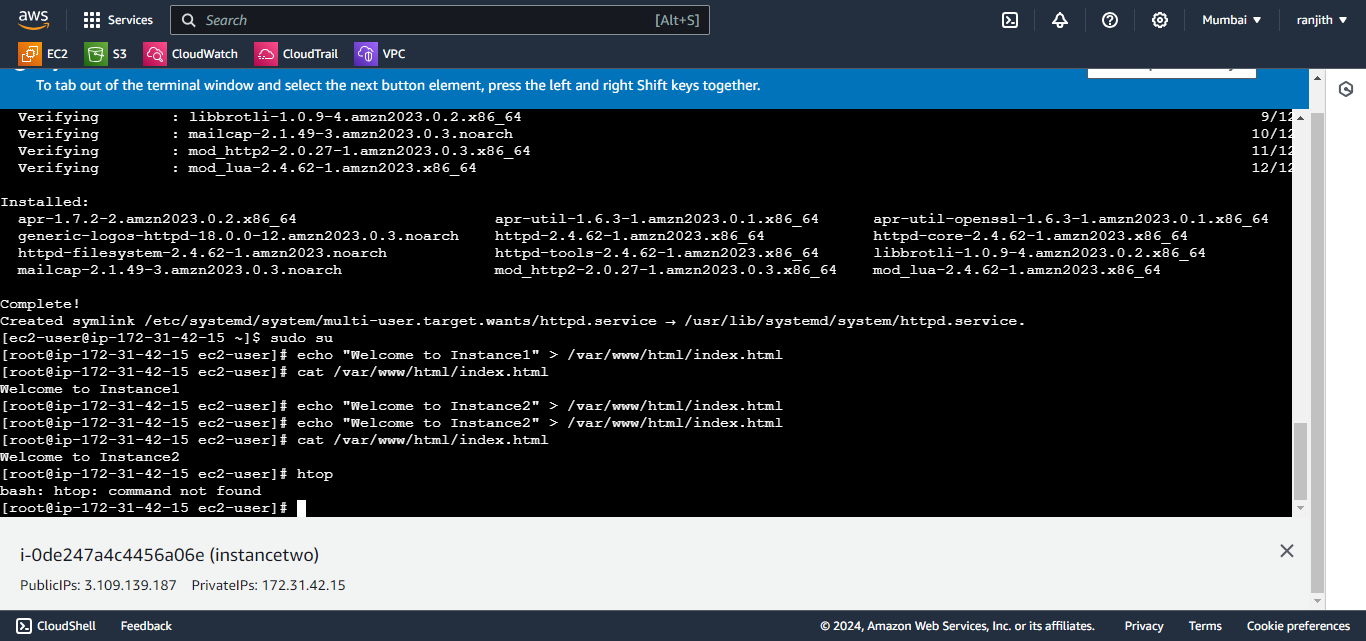 aws Services Search [Alt+S] Mumbai ▼ ranjith ▼
EC2 S3 CloudWatch CloudTrail VPC
To tab out of the terminal window and select the next button element, press the left and right Shift keys together.
Verifying : libbrotli-1.0.9-4.amzn2023.0.2.x86_64 9/12
Verifying : mailcap-2.1.49-3.amzn2023.0.3.noarch 10/12
Verifying : mod_http2-2.0.27-1.amzn2023.0.3.x86_64 11/12
Verifying : mod_lua-2.4.62-1.amzn2023.x86_64 12/12
Installed:
apr-1.7.2-2.amzn2023.0.2.x86_64 apr-util-1.6.3-1.amzn2023.0.1.x86_64 apr-util-openssl-1.6.3-1.amzn2023.0.1.x86_64
generic-logos-httpd-18.0.0-12.amzn2023.0.3.noarch httpd-2.4.62-1.amzn2023.x86_64 httpd-core-2.4.62-1.amzn2023.x86_64
httpd-filesystem-2.4.62-1.amzn2023.noarch httpd-tools-2.4.62-1.amzn2023.x86_64 libbrotli-1.0.9-4.amzn2023.0.2.x86_64
mailcap-2.1.49-3.amzn2023.0.3.noarch mod_http2-2.0.27-1.amzn2023.0.3.x86_64 mod_lua-2.4.62-1.amzn2023.x86_64
Complete!
Created symlink /etc/systemd/system/multi-user.target.wants/httpd.service → /usr/lib/systemd/system/httpd.service.
[ec2-user@ip-172-31-42-15 ~]$ sudo su
[root@ip-172-31-42-15 ec2-user]# echo "Welcome to Instance1" > /var/www/html/index.html
[root@ip-172-31-42-15 ec2-user]# cat /var/www/html/index.html
Welcome to Instance1
[root@ip-172-31-42-15 ec2-user]# echo "Welcome to Instance2" > /var/www/html/index.html
[root@ip-172-31-42-15 ec2-user]# echo "Welcome to Instance2" > /var/www/html/index.html
[root@ip-172-31-42-15 ec2-user]# cat /var/www/html/index.html
Welcome to Instance2
[root@ip-172-31-42-15 ec2-user]# htop
bash: htop: command not found
[root@ip-172-31-42-15 ec2-user]#
i-0de247a4c4456a06e (instancetwo)
PublicIPs: 3.109.139.187 PrivateIPs: 172.31.42.15
CloudShell Feedback © 2024, Amazon Web Services, Inc. or its affiliates. Privacy Terms Cookie preferences